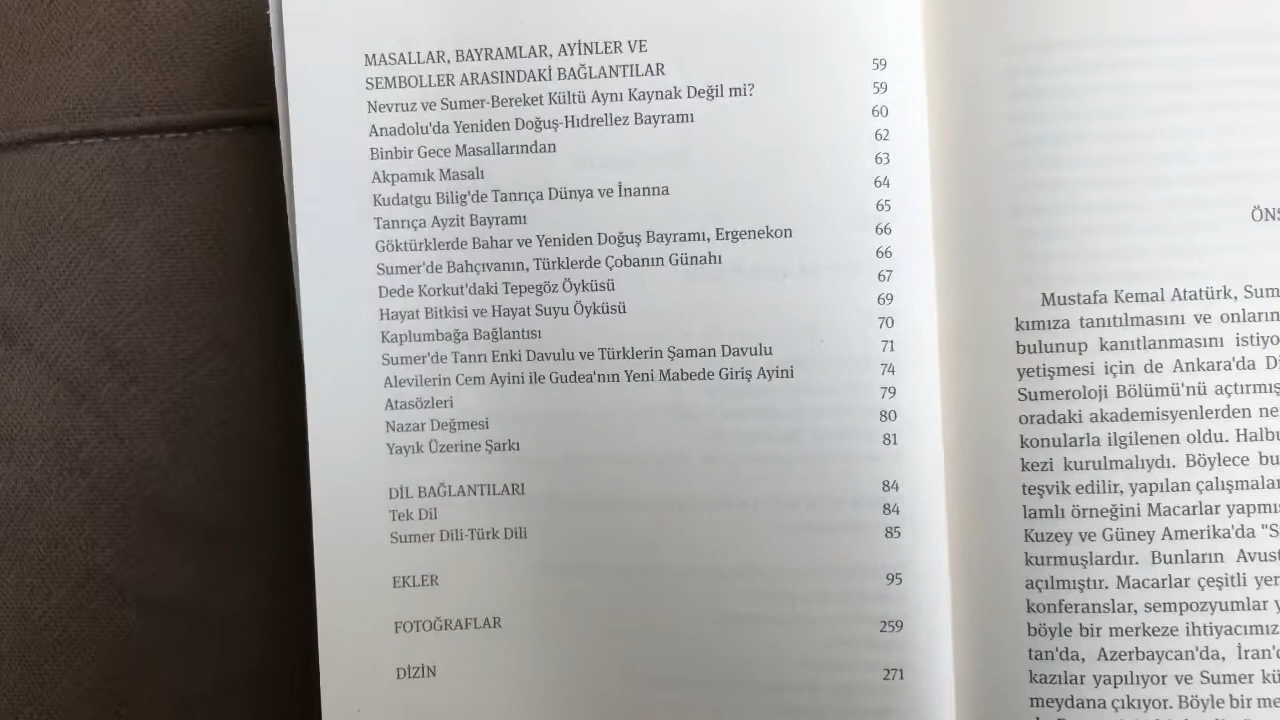 MASALLAR, BAYRAMLAR, AYİNLER VE
SEMBOLLER ARASINDAKİ BAĞLANTILAR 59
Nevruz ve Sumer-Bereket Kültü Aynı Kaynak Değil mi? 59
Anadolu'da Yeniden Doğuş-Hıdrellez Bayramı 60
Binbir Gece Masallarından 62
Akpamık Masalı 63
Kudatgu Bilig'de Tanrıça Dünya ve İnanna 64
Tanrıça Ayzit Bayramı 65
Göktürklerde Bahar ve Yeniden Doğuş Bayramı, Ergenekon 66
Sumer'de Bahçıvanın, Türklerde Çobanın Günahı 66
Dede Korkut'daki Tepegöz Öyküsü 67
Hayat Bitkisi ve Hayat Suyu Öyküsü 69
Kaplumbağa Bağlantısı 70
Sumer'de Tanrı Enki Davulu ve Türklerin Şaman Davulu 71
Alevilerin Cem Ayini ile Gudea'nın Yeni Mabede Giriş Ayini 74
Atasözleri 79
Nazar Değmesi 80
Yayık Üzerine Şarkı 81
DİL BAĞLANTILARI 84
Tek Dil 84
Sumer Dili-Türk Dili 85
EKLER 95
FOTOĞRAFLAR 259
DİZİN 271
ÖNS
Mustafa Kemal Atatürk, Sum
kımıza tanıtılmasını ve onların
bulunup kanıtlanmasını istiyo
yetişmesi için de Ankara'da Di
Sumeroloji Bölümü'nü açtırmış
oradaki akademisyenlerden ne
konularla ilgilenen oldu. Halbu
kezi kurulmalıydı. Böylece bu
teşvik edilir, yapılan çalışmalar
lamlı örneğini Macarlar yapmış
Kuzey ve Güney Amerika'da "S
kurmuşlardır. Bunların Avust
açılmıştır. Macarlar çeşitli yer
konferanslar, sempozyumlar y
böyle bir merkeze ihtiyacımız
tan'da, Azerbaycan'da, İran'd
kazılar yapılıyor ve Sumer kü
meydana çıkıyor. Böyle bir me